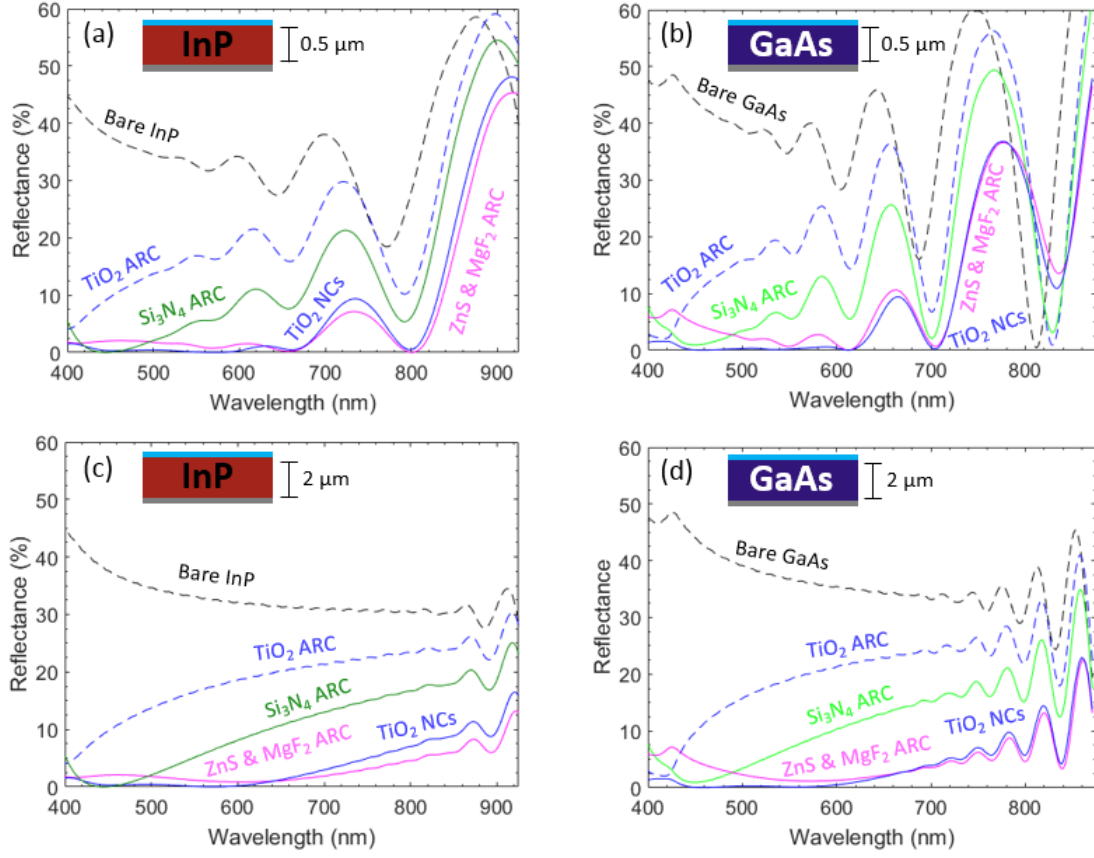 (a)
InP
0.5 μm
60
50
40
30
20
10
0
Reflectance (%)
Bare InP
TiO₂ ARC
Si₃N₄ ARC
TiO₂ NCs
ZnS & MgF₂ ARC
400 500 600 700 800 900
Wavelength (nm)
(b)
GaAs
0.5 μm
60
50
40
30
20
10
0
Reflectance (%)
Bare GaAs
TiO₂ ARC
Si₃N₄ ARC
ZnS & MgF₂ ARC
TiO₂ NCs
400 500 600 700 800
Wavelength (nm)
(c)
InP
2 μm
60
50
40
30
20
10
0
Reflectance (%)
Bare InP
TiO₂ ARC
Si₃N₄ ARC
TiO₂ NCs
ZnS & MgF₂ ARC
400 500 600 700 800 900
Wavelength (nm)
(d)
GaAs
2 μm
60
50
40
30
20
10
0
Reflectance
Bare GaAs
TiO₂ ARC
Si₃N₄ ARC
TiO₂ NCs
ZnS & MgF₂ ARC
400 500 600 700 800
Wavelength (nm)